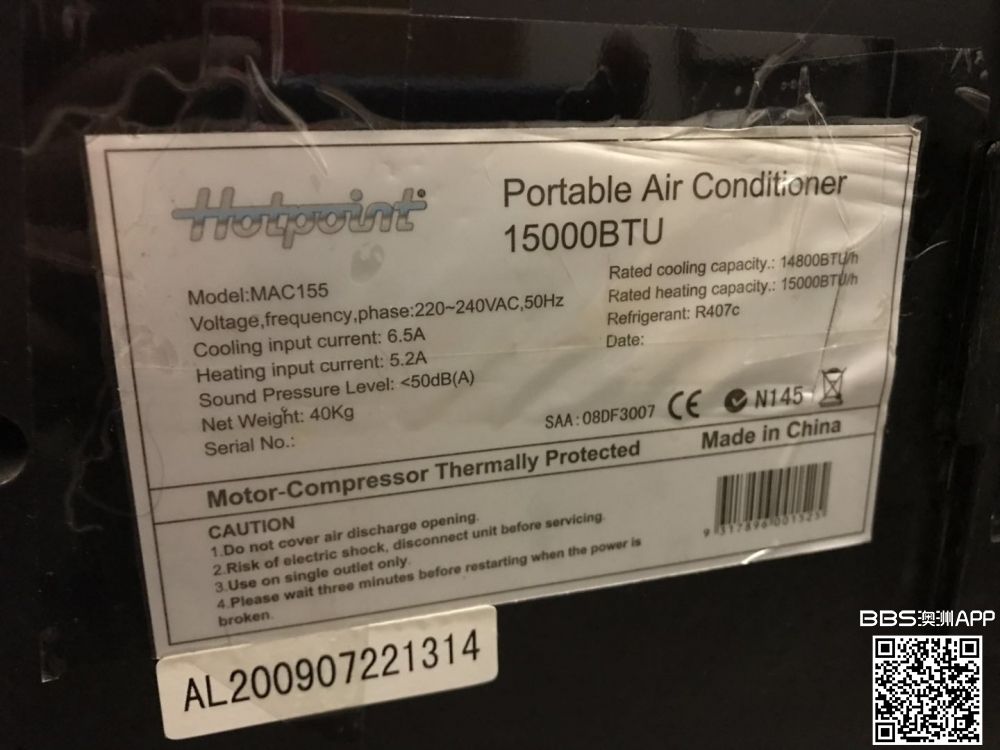 Hotpoint®
Portable Air Conditioner
15000BTU
Model:MAC155
Voltage,frequency,phase:220~240VAC,50Hz
Cooling input current: 6.5A
Heating input current: 5.2A
Sound Pressure Level: <50dB(A)
Net Weight: 40Kg
Serial No.:
Rated cooling capacity.: 14800BTU/h
Rated heating capacity.: 15000BTU/h
Refrigerant: R407c
Date:
SAA:08DF3007 CE N145
Motor-Compressor Thermally Protected
Made in China
CAUTION
1.Do not cover air discharge opening.
2.Risk of electric shock, disconnect unit before servicing.
3.Use on single outlet only.
4.Please wait three minutes before restarting when the power is
broken.
9 317896 001525
AL200907221314
BBS澳洲APP